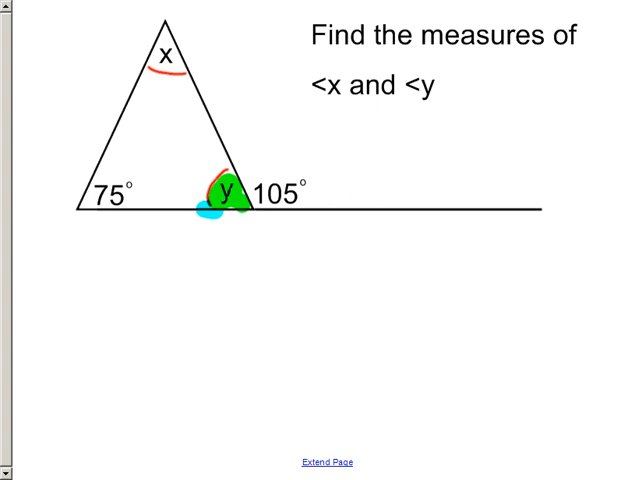 Find the measures of
<x and <y
x
75°
y
105°
Extend Page